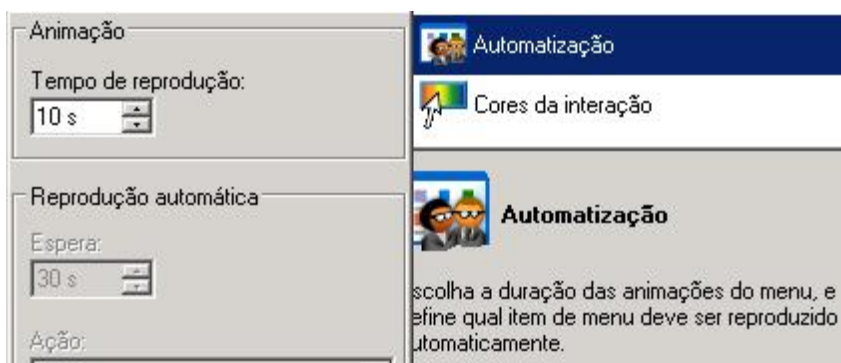 Animação
Tempo de reprodução:
10 s
Reprodução automática
Espera:
30 s
Ação:
Automatização
Cores da interação
Automatização
scolha a duração das animações do menu, e
efine qual item de menu deve ser reproduzido
utomaticamente.